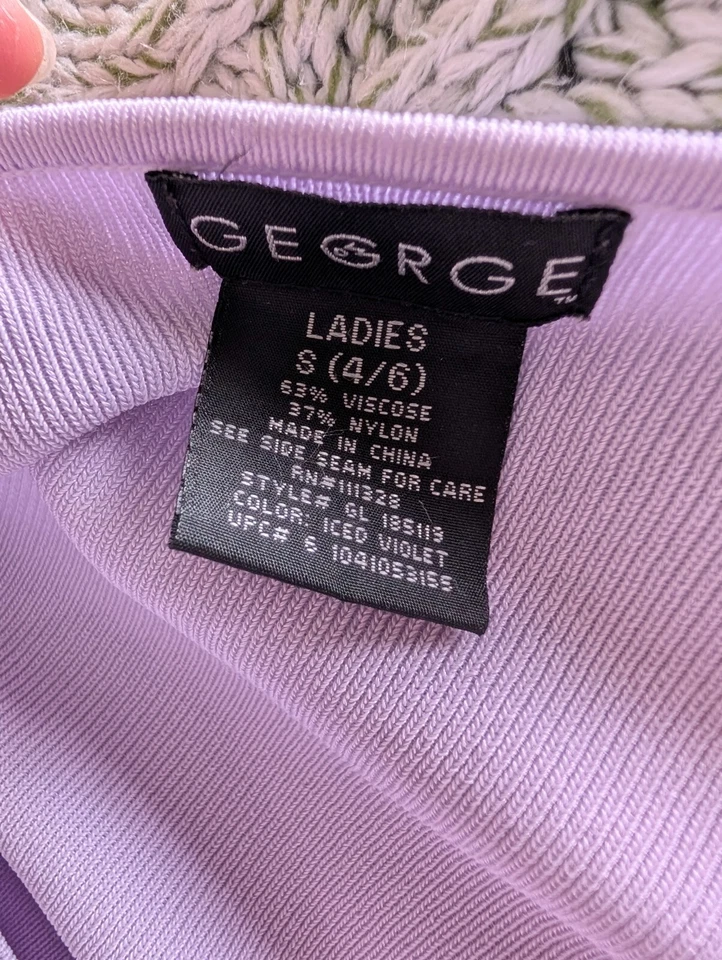 GEORGE TM
LADIES
S (4/6)
63% VISCOSE
37% NYLON
MADE IN CHINA
SEE SIDE SEAM FOR CARE
RN#111328
STYLE# GL 185119
COLOR: ICED VIOLET
UPC# 6 1041053155